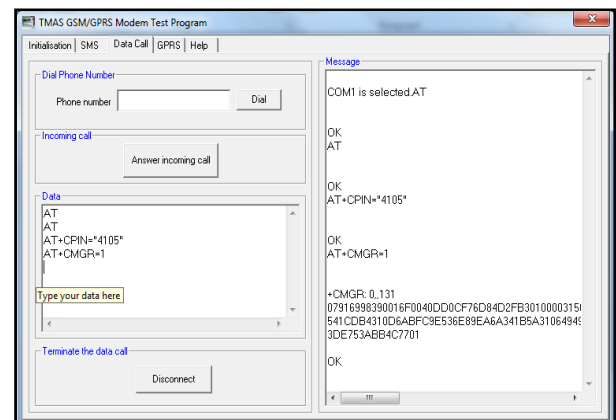 TMAS GSM/GPRS Modem Test Program
Initialisation SMS Data Call GPRS Help
Dial Phone Number
Phone number Dial
Incoming call
Answer incoming call
Data
AT
AT
AT+CPIN="4105"
AT+CMGR=1
Type your data here
Terminate the data call
Disconnect
Message
COM1 is selected.AT
OK
AT
OK
AT+CPIN="4105"
OK
AT+CMGR=1
+CMGR: 0,,131
07916998390016F0040DD0CF76D84D2FB3010000315
541CDB4310D6ABFC9E536E89EA6A341B5A31064949
3DE753ABB4C7701
OK